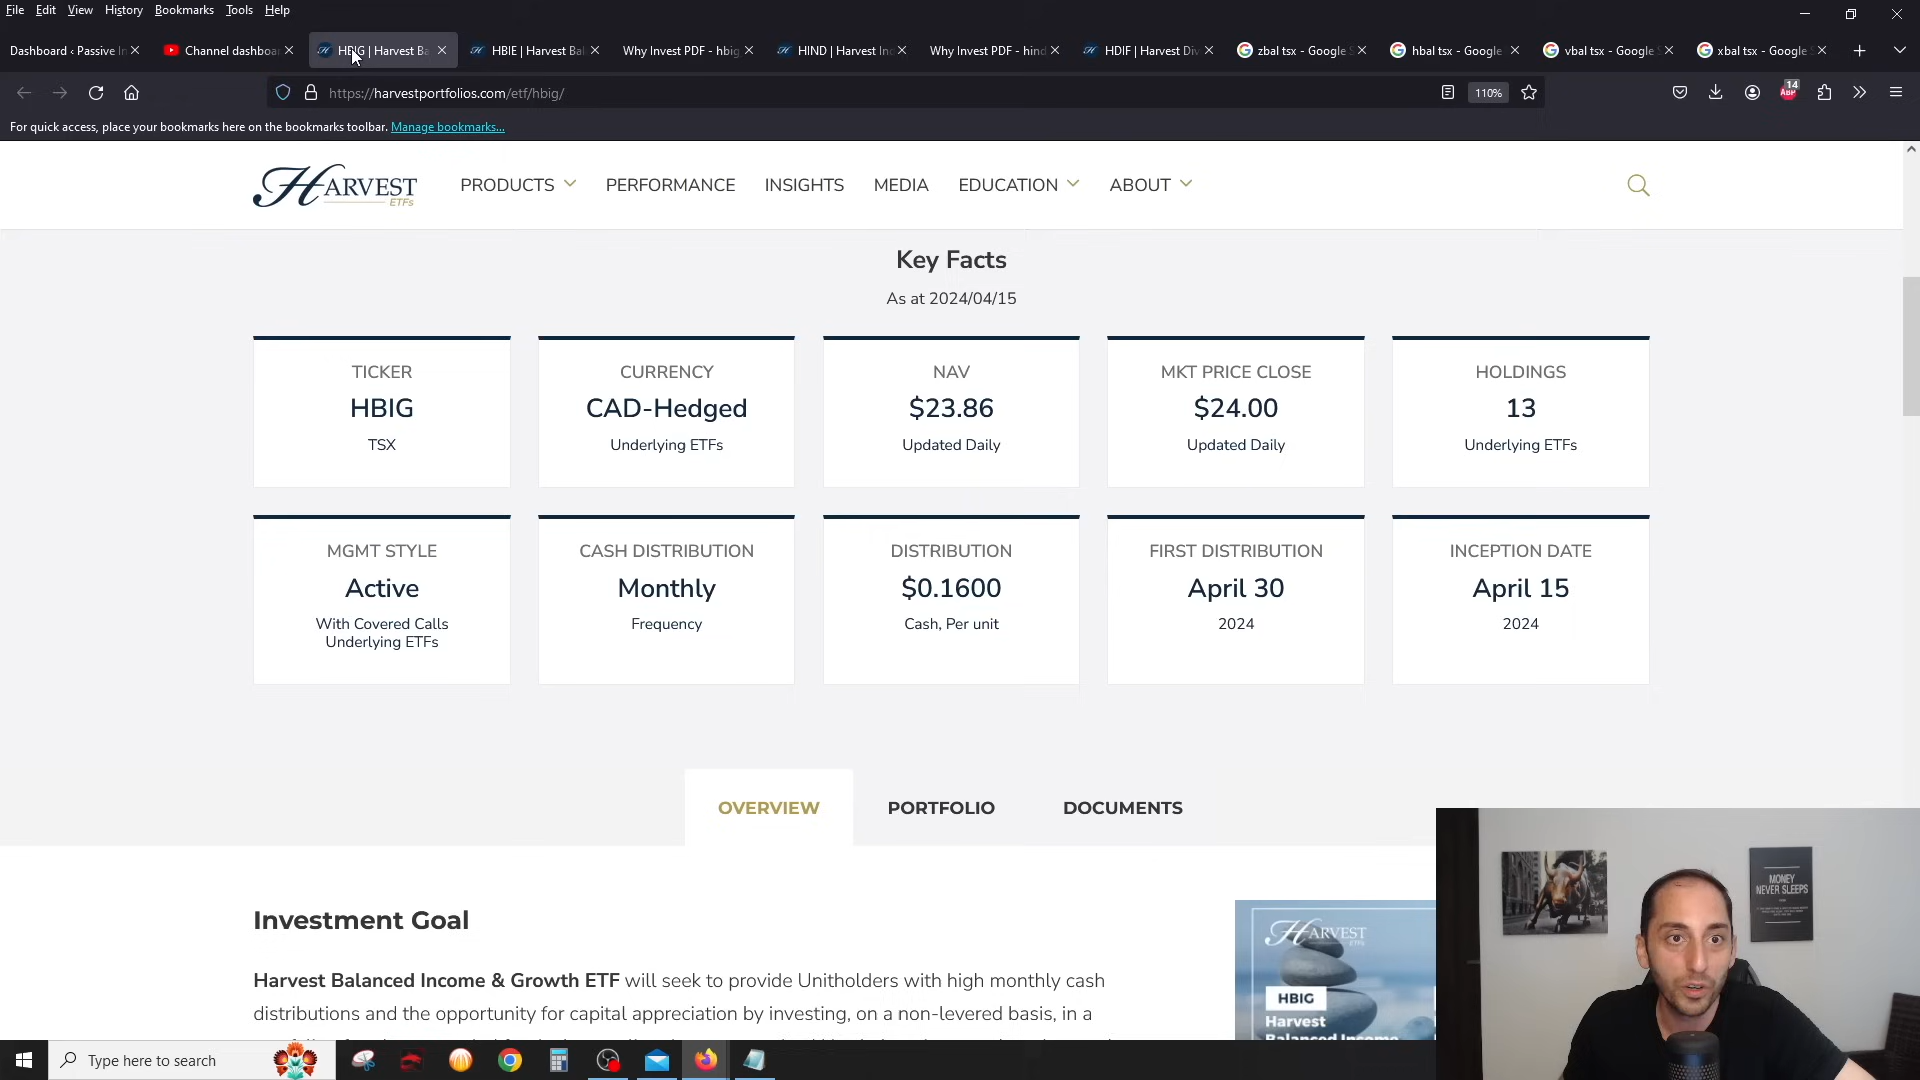 File Edit View History Bookmarks Tools Help
Dashboard ‹ Passive In
Channel dashboa
HBIG | Harvest Ba
HBIE | Harvest Bal
Why Invest PDF - hbig
HIND | Harvest Ind
Why Invest PDF - hind
HDIF | Harvest Div
zbal tsx - Google S
hbal tsx - Google
vbal tsx - Google S
xbal tsx - Google S
https://harvestportfolios.com/etf/hbig/
110%
14
ABP
For quick access, place your bookmarks here on the bookmarks toolbar. Manage bookmarks...
HARVEST
ETFs
PRODUCTS PERFORMANCE INSIGHTS MEDIA EDUCATION ABOUT
Key Facts
As at 2024/04/15
TICKER
HBIG
TSX
CURRENCY
CAD-Hedged
Underlying ETFs
NAV
$23.86
Updated Daily
MKT PRICE CLOSE
$24.00
Updated Daily
HOLDINGS
13
Underlying ETFs
MGMT STYLE
Active
With Covered Calls
Underlying ETFs
CASH DISTRIBUTION
Monthly
Frequency
DISTRIBUTION
$0.1600
Cash, Per unit
FIRST DISTRIBUTION
April 30
2024
INCEPTION DATE
April 15
2024
OVERVIEW PORTFOLIO DOCUMENTS
Investment Goal
Harvest Balanced Income & Growth ETF will seek to provide Unitholders with high monthly cash
distributions and the opportunity for capital appreciation by investing, on a non-levered basis, in a
HARVEST
ETFs
HBIG
Harvest
Balanced Income
MONEY
NEVER SLEEPS
Type here to search